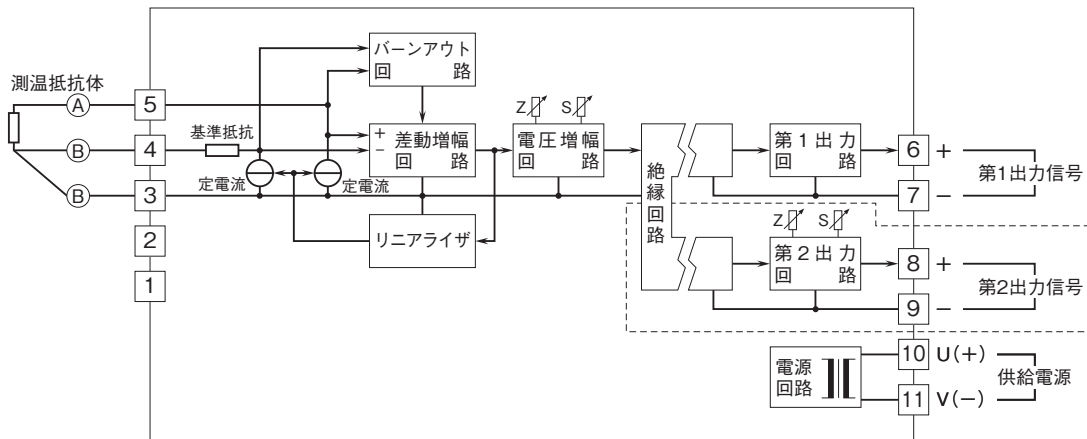 測温抵抗体
A
B
B
5
4
3
2
1
基準抵抗
定電流
定電流
バーンアウト
回 路
+
-
差動増幅
回 路
リニアライザ
Z
S
電圧増幅
回 路
絶縁回路
第1出力
回 路
6
+
7
-
第1出力信号
Z
S
第2出力
回 路
8
+
9
-
第2出力信号
電源
回路
10
U(+)
11
V(-)
供給電源